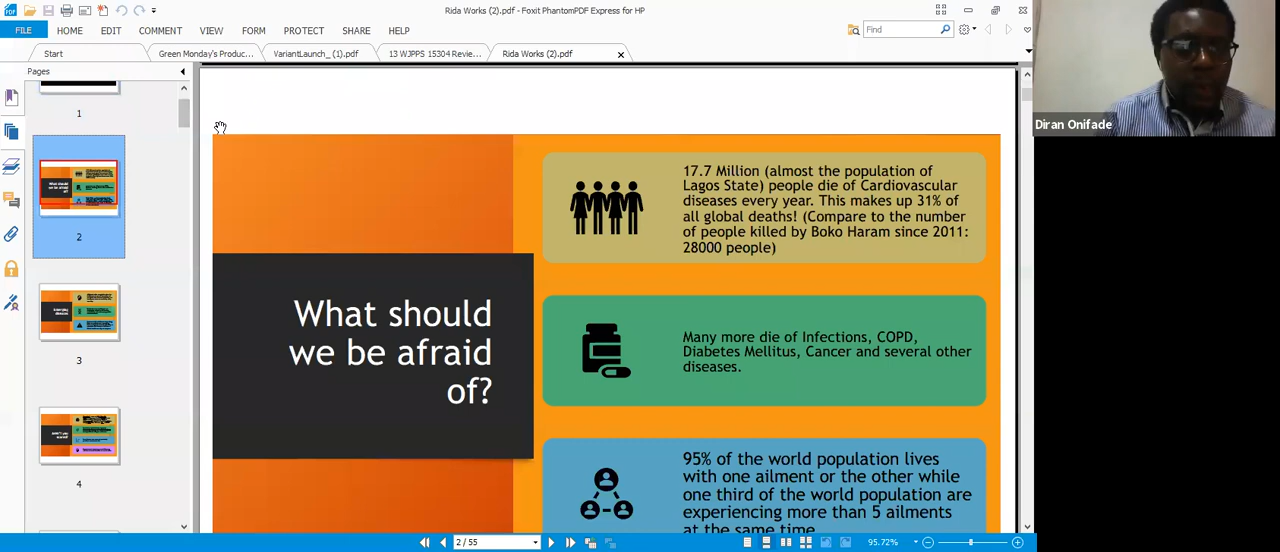 Rida Works (2).pdf - Foxit PhantomPDF Express for HP
FILE HOME EDIT COMMENT VIEW FORM PROTECT SHARE HELP
Find
Start Green Monday's Produc... VariantLaunch_ (1).pdf 13 WJPPS 15304 Revie... Rida Works (2).pdf
Pages
1
2
3
4
What should
we be afraid
of?
17.7 Million (almost the population of
Lagos State) people die of Cardiovascular
diseases every year. This makes up 31% of
all global deaths! (Compare to the number
of people killed by Boko Haram since 2011:
28000 people)
Many more die of Infections, COPD,
Diabetes Mellitus, Cancer and several other
diseases.
95% of the world population lives
with one ailment or the other while
one third of the world population are
experiencing more than 5 ailments
at the same time
2 / 55
95.72%
Diran Onifade